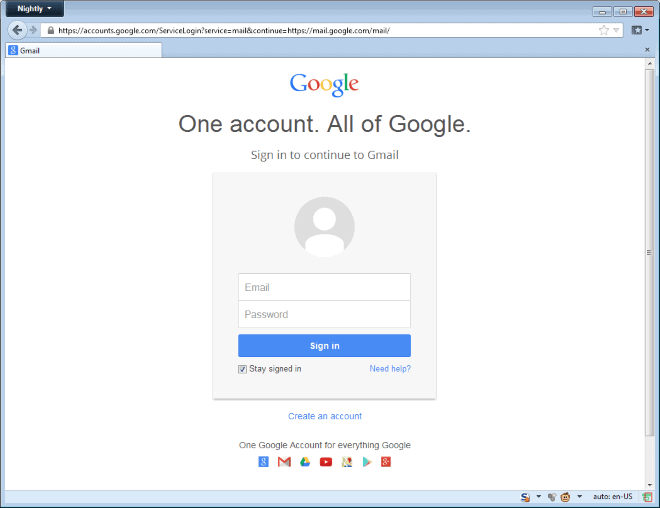 Nightly
https://accounts.google.com/ServiceLogin?service=mail&continue=https://mail.google.com/mail/
Gmail
Google
One account. All of Google.
Sign in to continue to Gmail
Email
Password
Sign in
Stay signed in
Need help?
Create an account
One Google Account for everything Google
auto: en-US